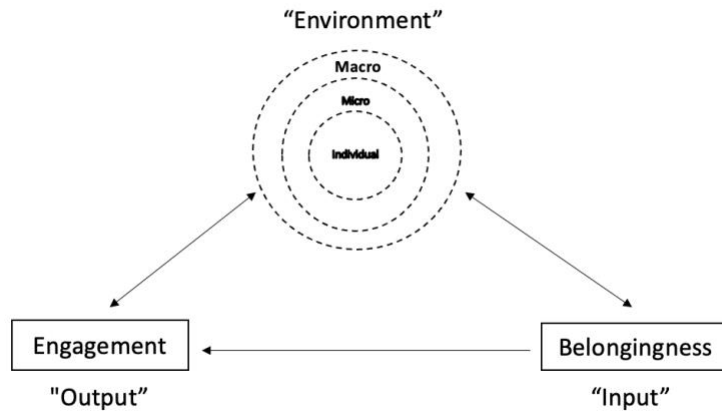 “Environment”
Macro
Micro
Individual
Engagement
Belongingness
"Output”
“Input”